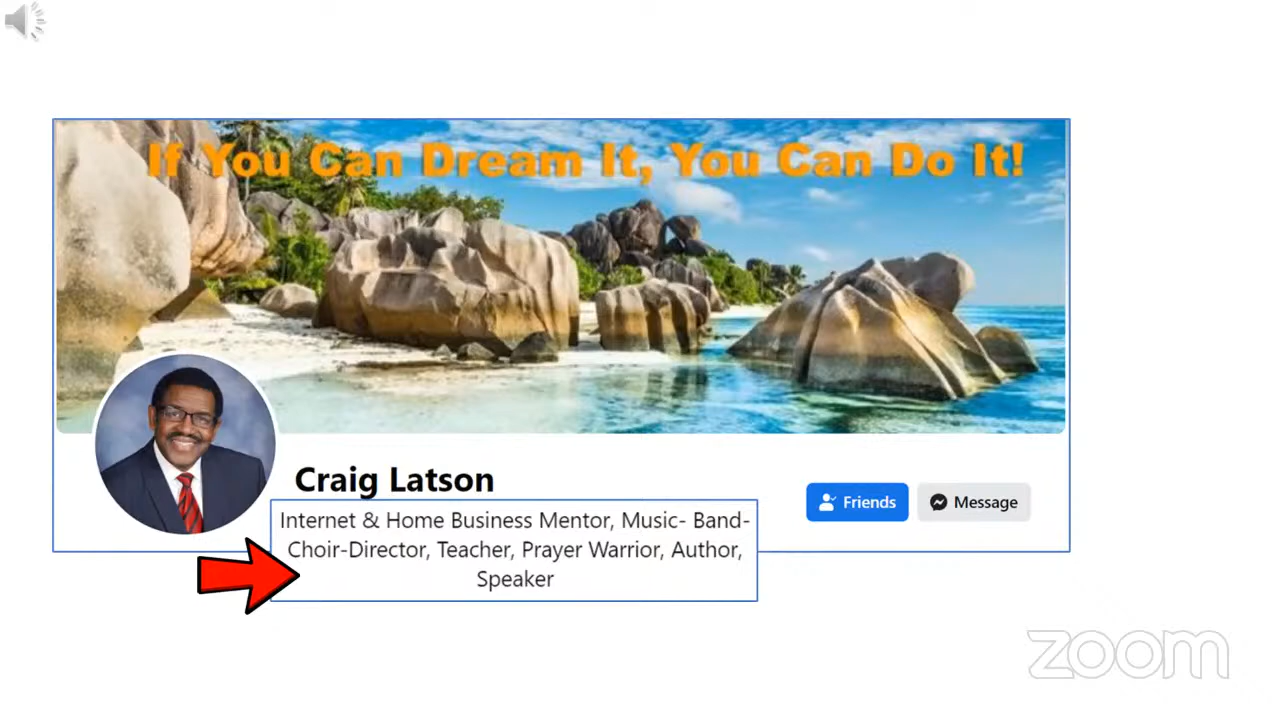 If You Can Dream It, You Can Do It!
Craig Latson
Friends
Message
Internet & Home Business Mentor, Music- Band-
Choir-Director, Teacher, Prayer Warrior, Author,
Speaker
zoom